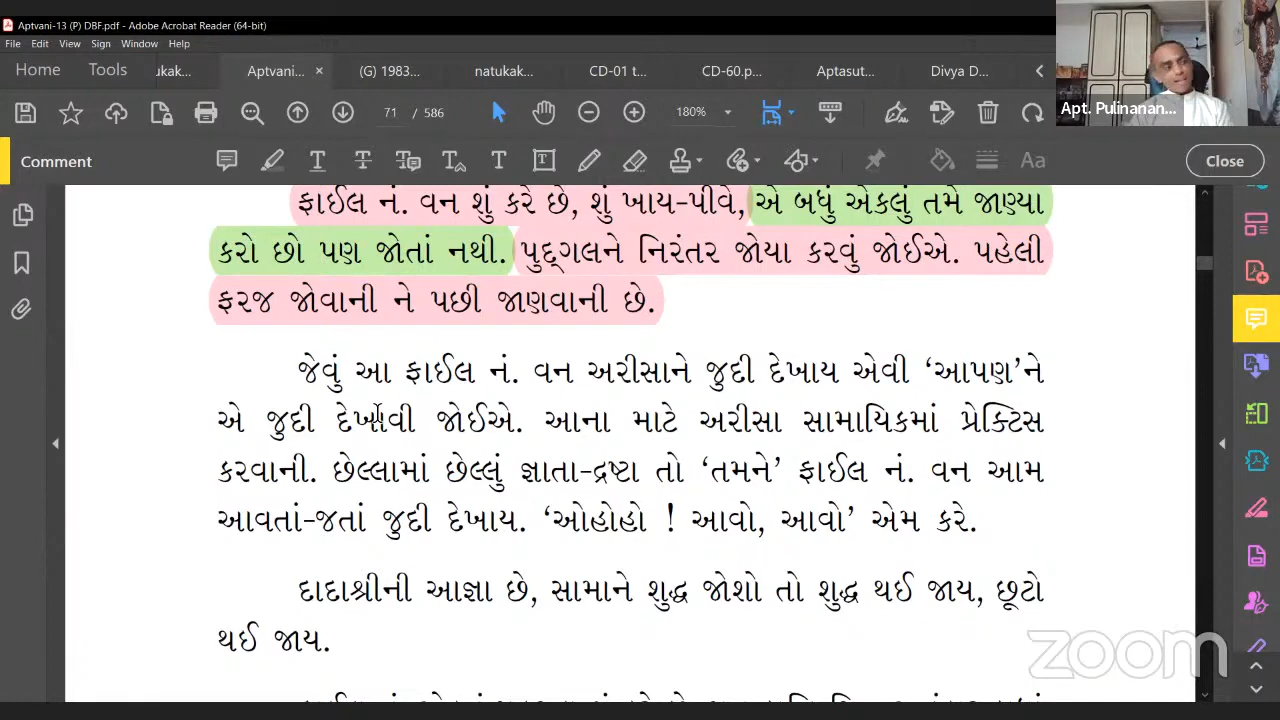 Aptvani-13 (P) DBF.pdf - Adobe Acrobat Reader (64-bit)
File Edit View Sign Window Help
Home Tools ıukak... Aptvani... × (G) 1983... natukak... CD-01 t... CD-60.p... Aptasut... Divya D...
Apt. Pulinanan...
71 / 586 180%
Comment Aa Close
ફાઈલ નં. વન શું કરે છે, શું ખાય-પીવે, એ બધું એકલું તમે જાણ્યા
કરો છો પણ જોતાં નથી. પુદ્ગલને નિરંતર જોયા કરવું જોઈએ. પહેલી
ફરજ જોવાની ને પછી જાણવાની છે.
જેવું આ ફાઈલ નં. વન અરીસાને જુદી દેખાય એવી ‘આપણ’ને
એ જુદી દેખાવી જોઈએ. આના માટે અરીસા સામાયિકમાં પ્રેક્ટિસ
કરવાની. છેલ્લામાં છેલ્લું જ્ઞાતા-દ્રષ્ટા તો ‘તમને’ ફાઈલ નં. વન આમ
આવતાં-જતાં જુદી દેખાય. ‘ઓહોહો ! આવો, આવો’ એમ કરે.
દાદાશ્રીની આજ્ઞા છે, સામાને શુદ્ધ જોશો તો શુદ્ધ થઈ જાય, છૂટો
થઈ જાય.
zoom